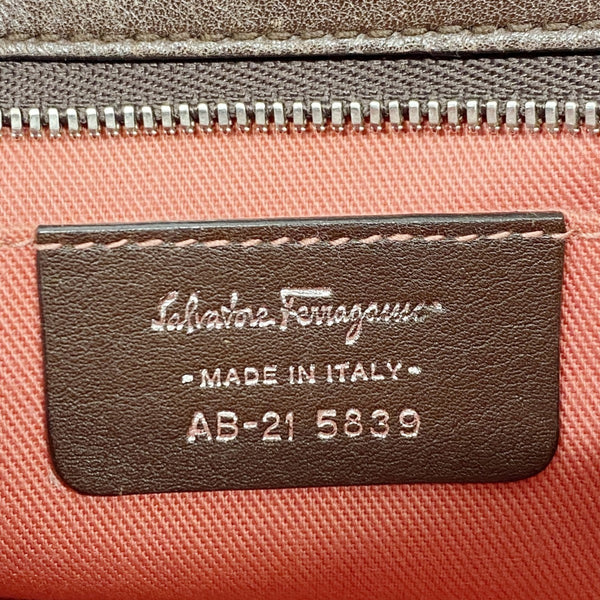 Salvatore Ferragamo
- MADE IN ITALY -
AB-21 5839